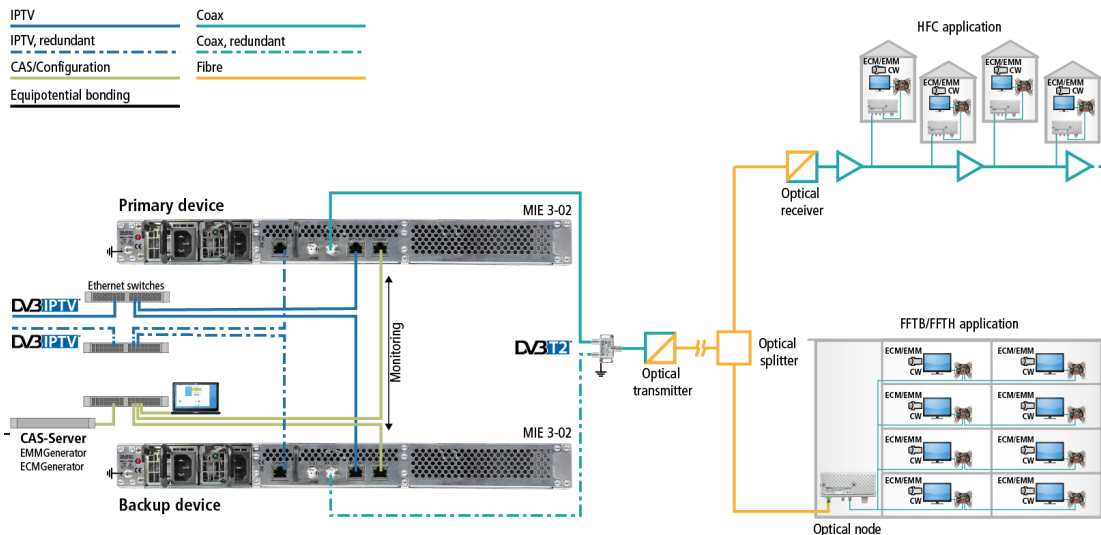 IPTV
IPTV, redundant
CAS/Configuration
Equipotential bonding
Coax
Coax, redundant
Fibre
HFC application
ECM/EMM
CW
ECM/EMM
CW
ECM/EMM
CW
ECM/EMM
CW
Optical
receiver
Primary device
MIE 3-02
Ethernet switches
DVB IPTV
DVB IPTV
Monitoring
DVB T2
Optical
transmitter
Optical
splitter
CAS-Server
EMMGenerator
ECMGenerator
MIE 3-02
Backup device
FFTB/FFTH application
ECM/EMM
CW
ECM/EMM
CW
ECM/EMM
CW
ECM/EMM
CW
ECM/EMM
CW
ECM/EMM
CW
ECM/EMM
CW
ECM/EMM
CW
Optical node